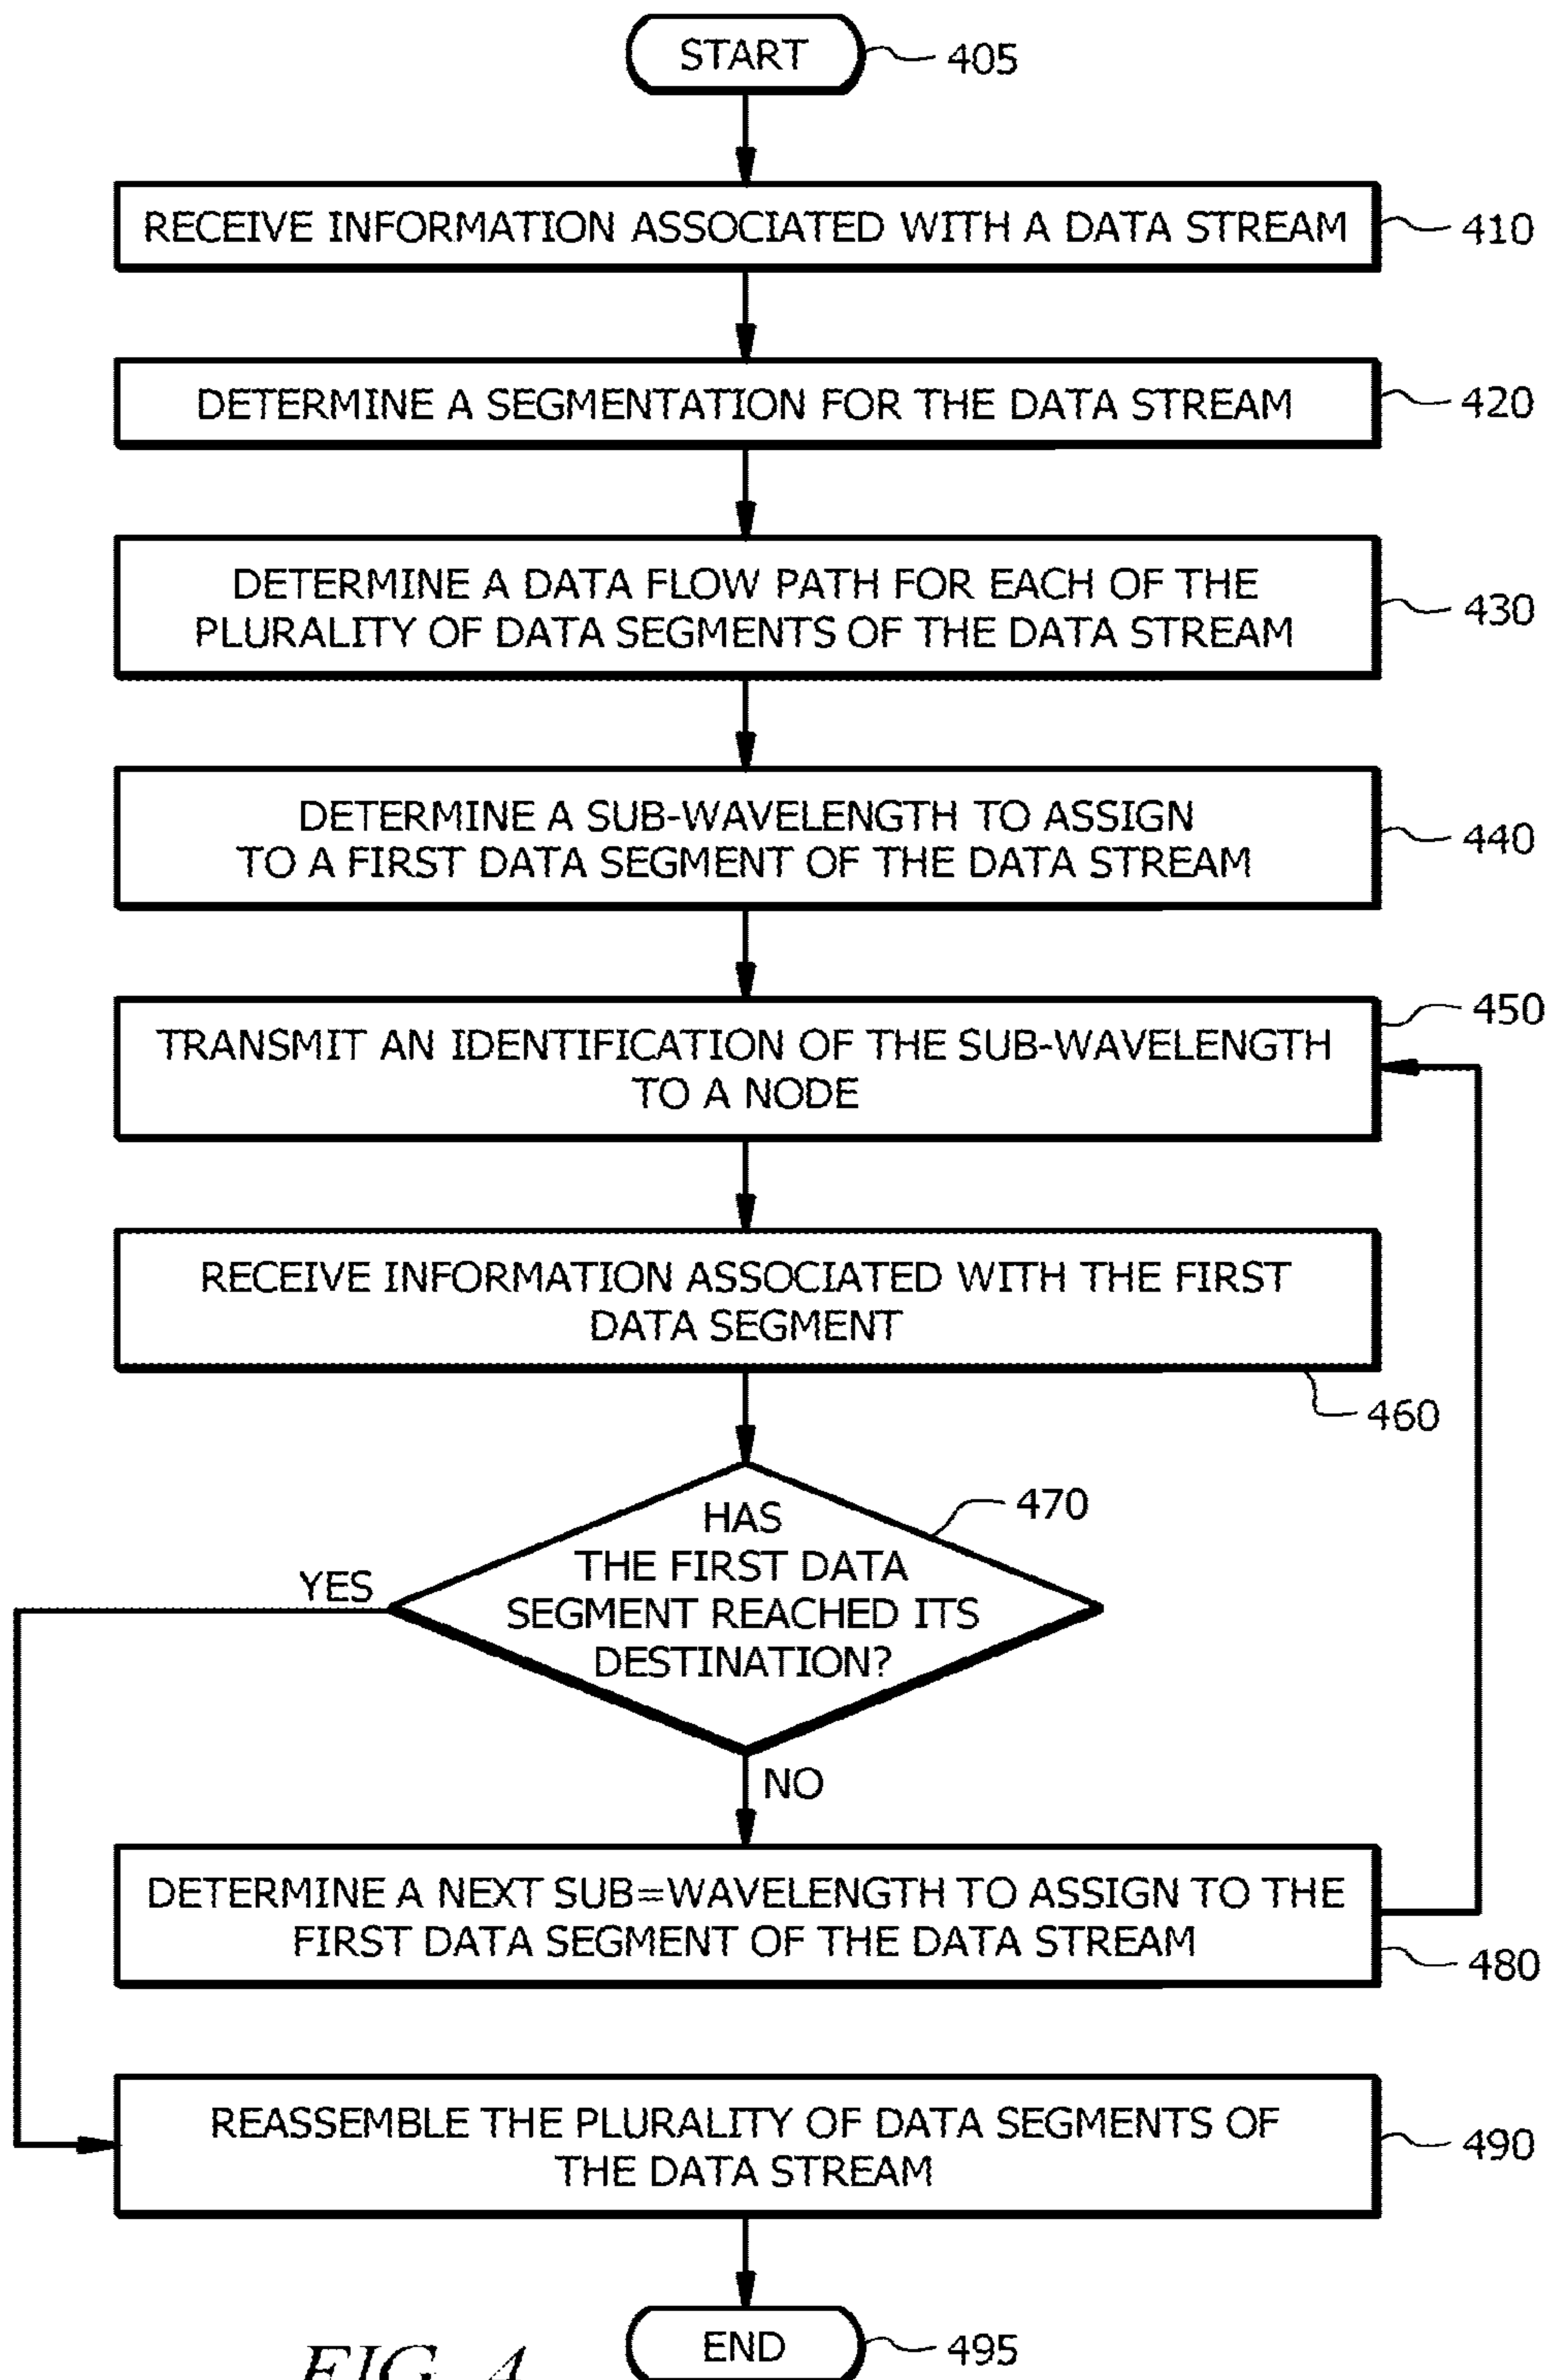 START
405
RECEIVE INFORMATION ASSOCIATED WITH A DATA STREAM
410
DETERMINE A SEGMENTATION FOR THE DATA STREAM
420
DETERMINE A DATA FLOW PATH FOR EACH OF THE
PLURALITY OF DATA SEGMENTS OF THE DATA STREAM
430
DETERMINE A SUB-WAVELENGTH TO ASSIGN
TO A FIRST DATA SEGMENT OF THE DATA STREAM
440
TRANSMIT AN IDENTIFICATION OF THE SUB-WAVELENGTH
TO A NODE
450
RECEIVE INFORMATION ASSOCIATED WITH THE FIRST
DATA SEGMENT
460
HAS
THE FIRST DATA
SEGMENT REACHED ITS
DESTINATION?
470
YES
NO
DETERMINE A NEXT SUB=WAVELENGTH TO ASSIGN TO THE
FIRST DATA SEGMENT OF THE DATA STREAM
480
REASSEMBLE THE PLURALITY OF DATA SEGMENTS OF
THE DATA STREAM
490
END
495
FIG. 4